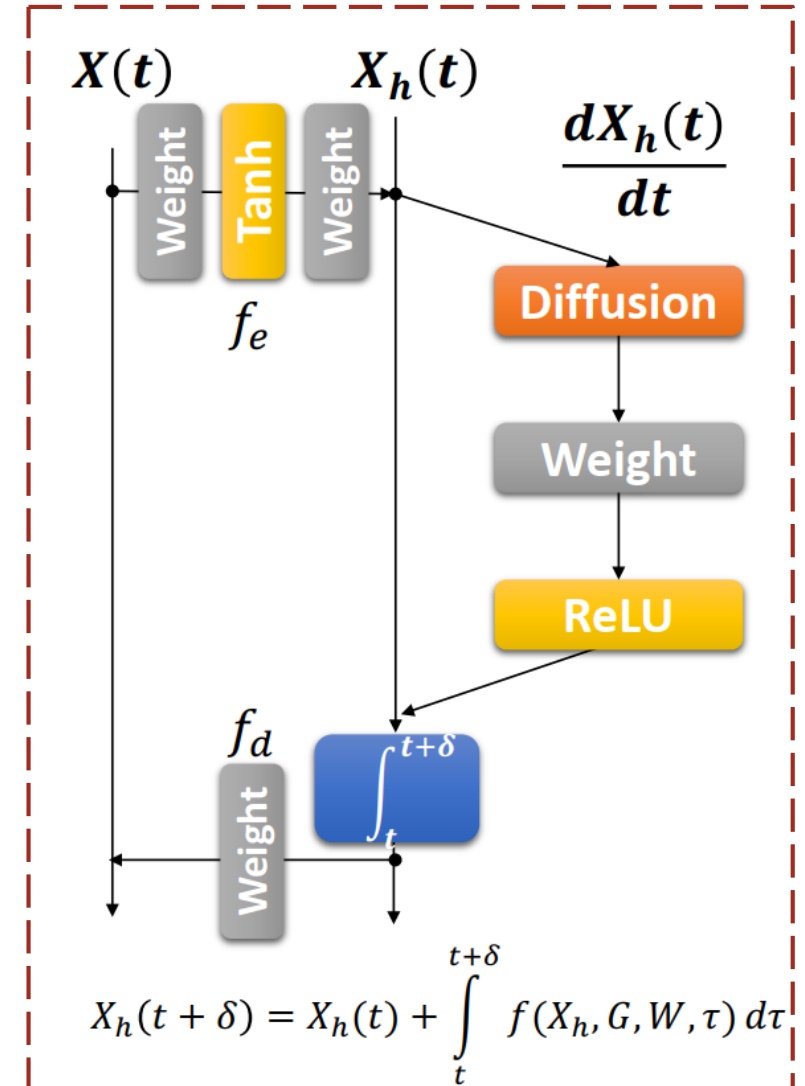 X(t)
X_h(t)
dX_h(t)
dt
Weight
Tanh
Weight
f_e
Diffusion
Weight
ReLU
f_d
∫_t^{t+δ}
Weight
X_h(t + δ) = X_h(t) + ∫_t^{t+δ} f(X_h, G, W, τ) dτ